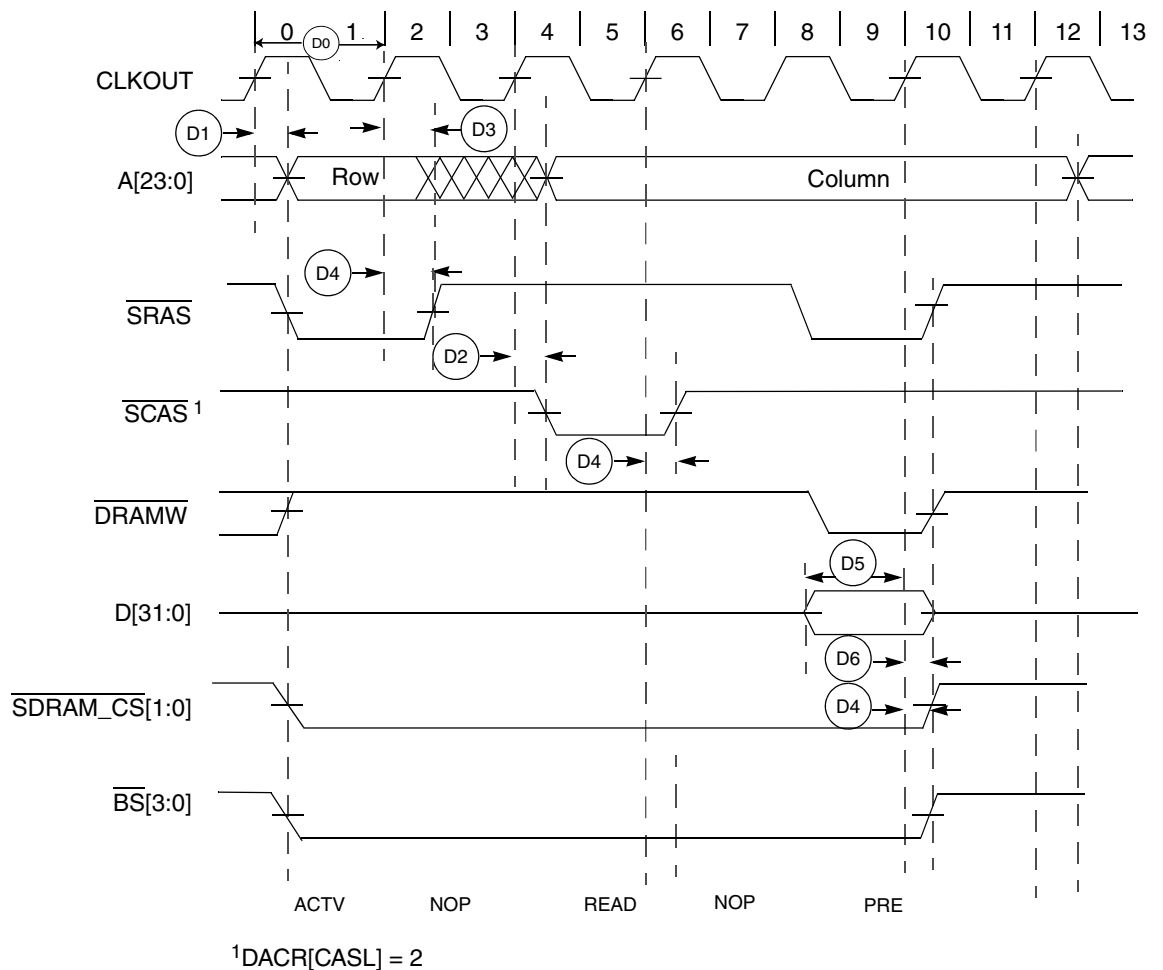 0 1 2 3 4 5 6 7 8 9 10 11 12 13
D0
CLKOUT
D1
D3
A[23:0]
Row
Column
D4
SRAS
D2
SCAS 1
D4
DRAMW
D5
D[31:0]
D6
SDRAM_CS[1:0]
D4
BS[3:0]
ACTV NOP READ NOP PRE
1DACR[CASL] = 2